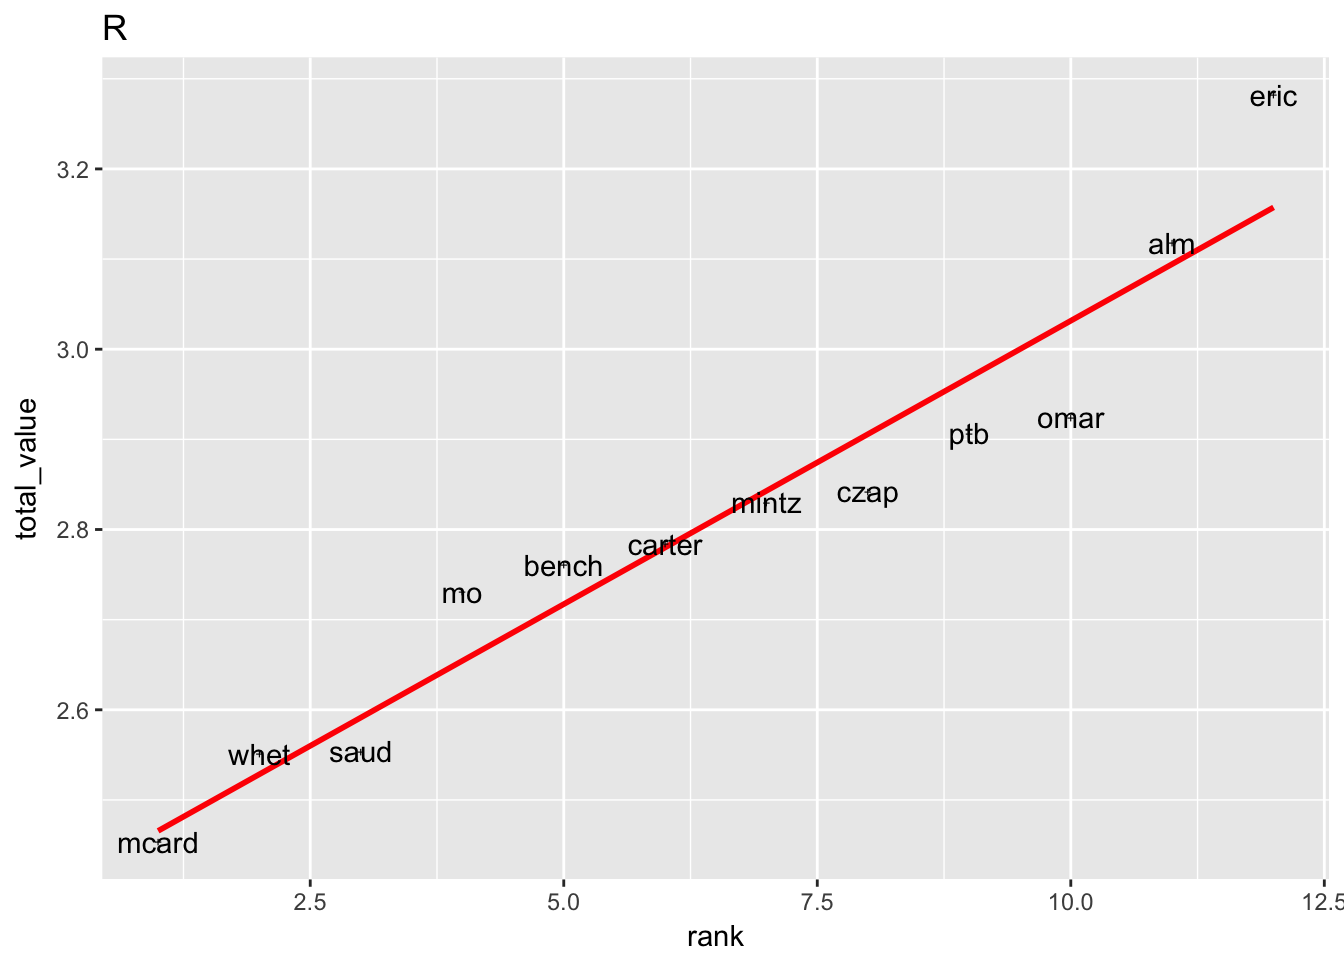 R
eric
3.2
alm
3.0
omar
ptb
total_value
czap
mintz
2.8
carter
bench
mo
2.6
whet saud
mcard
2.5 5.0 7.5 10.0 12.5
rank